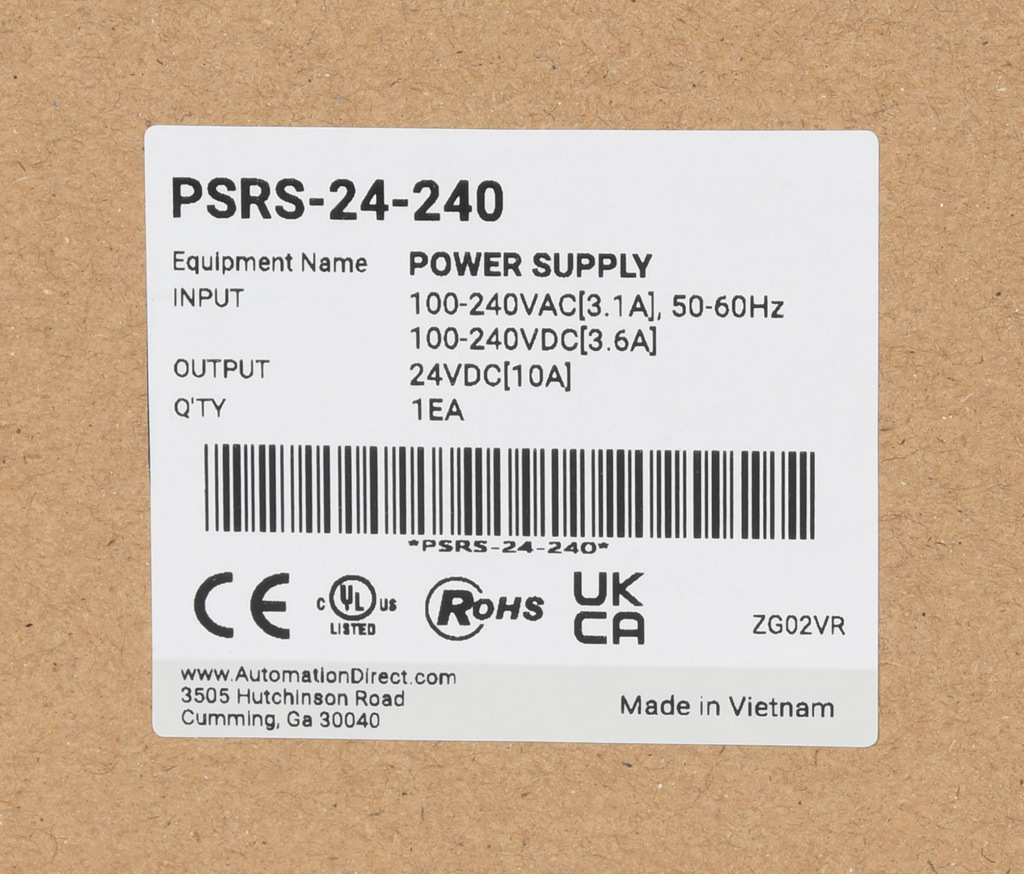 PSRS-24-240
Equipment Name POWER SUPPLY
INPUT 100-240VAC[3.1A], 50-60Hz
100-240VDC[3.6A]
OUTPUT 24VDC[10A]
Q'TY 1EA
*PSRS-24-240*
CE C UL US LISTED RoHS UK CA
ZG02VR
www.AutomationDirect.com
3505 Hutchinson Road
Cumming, Ga 30040
Made in Vietnam